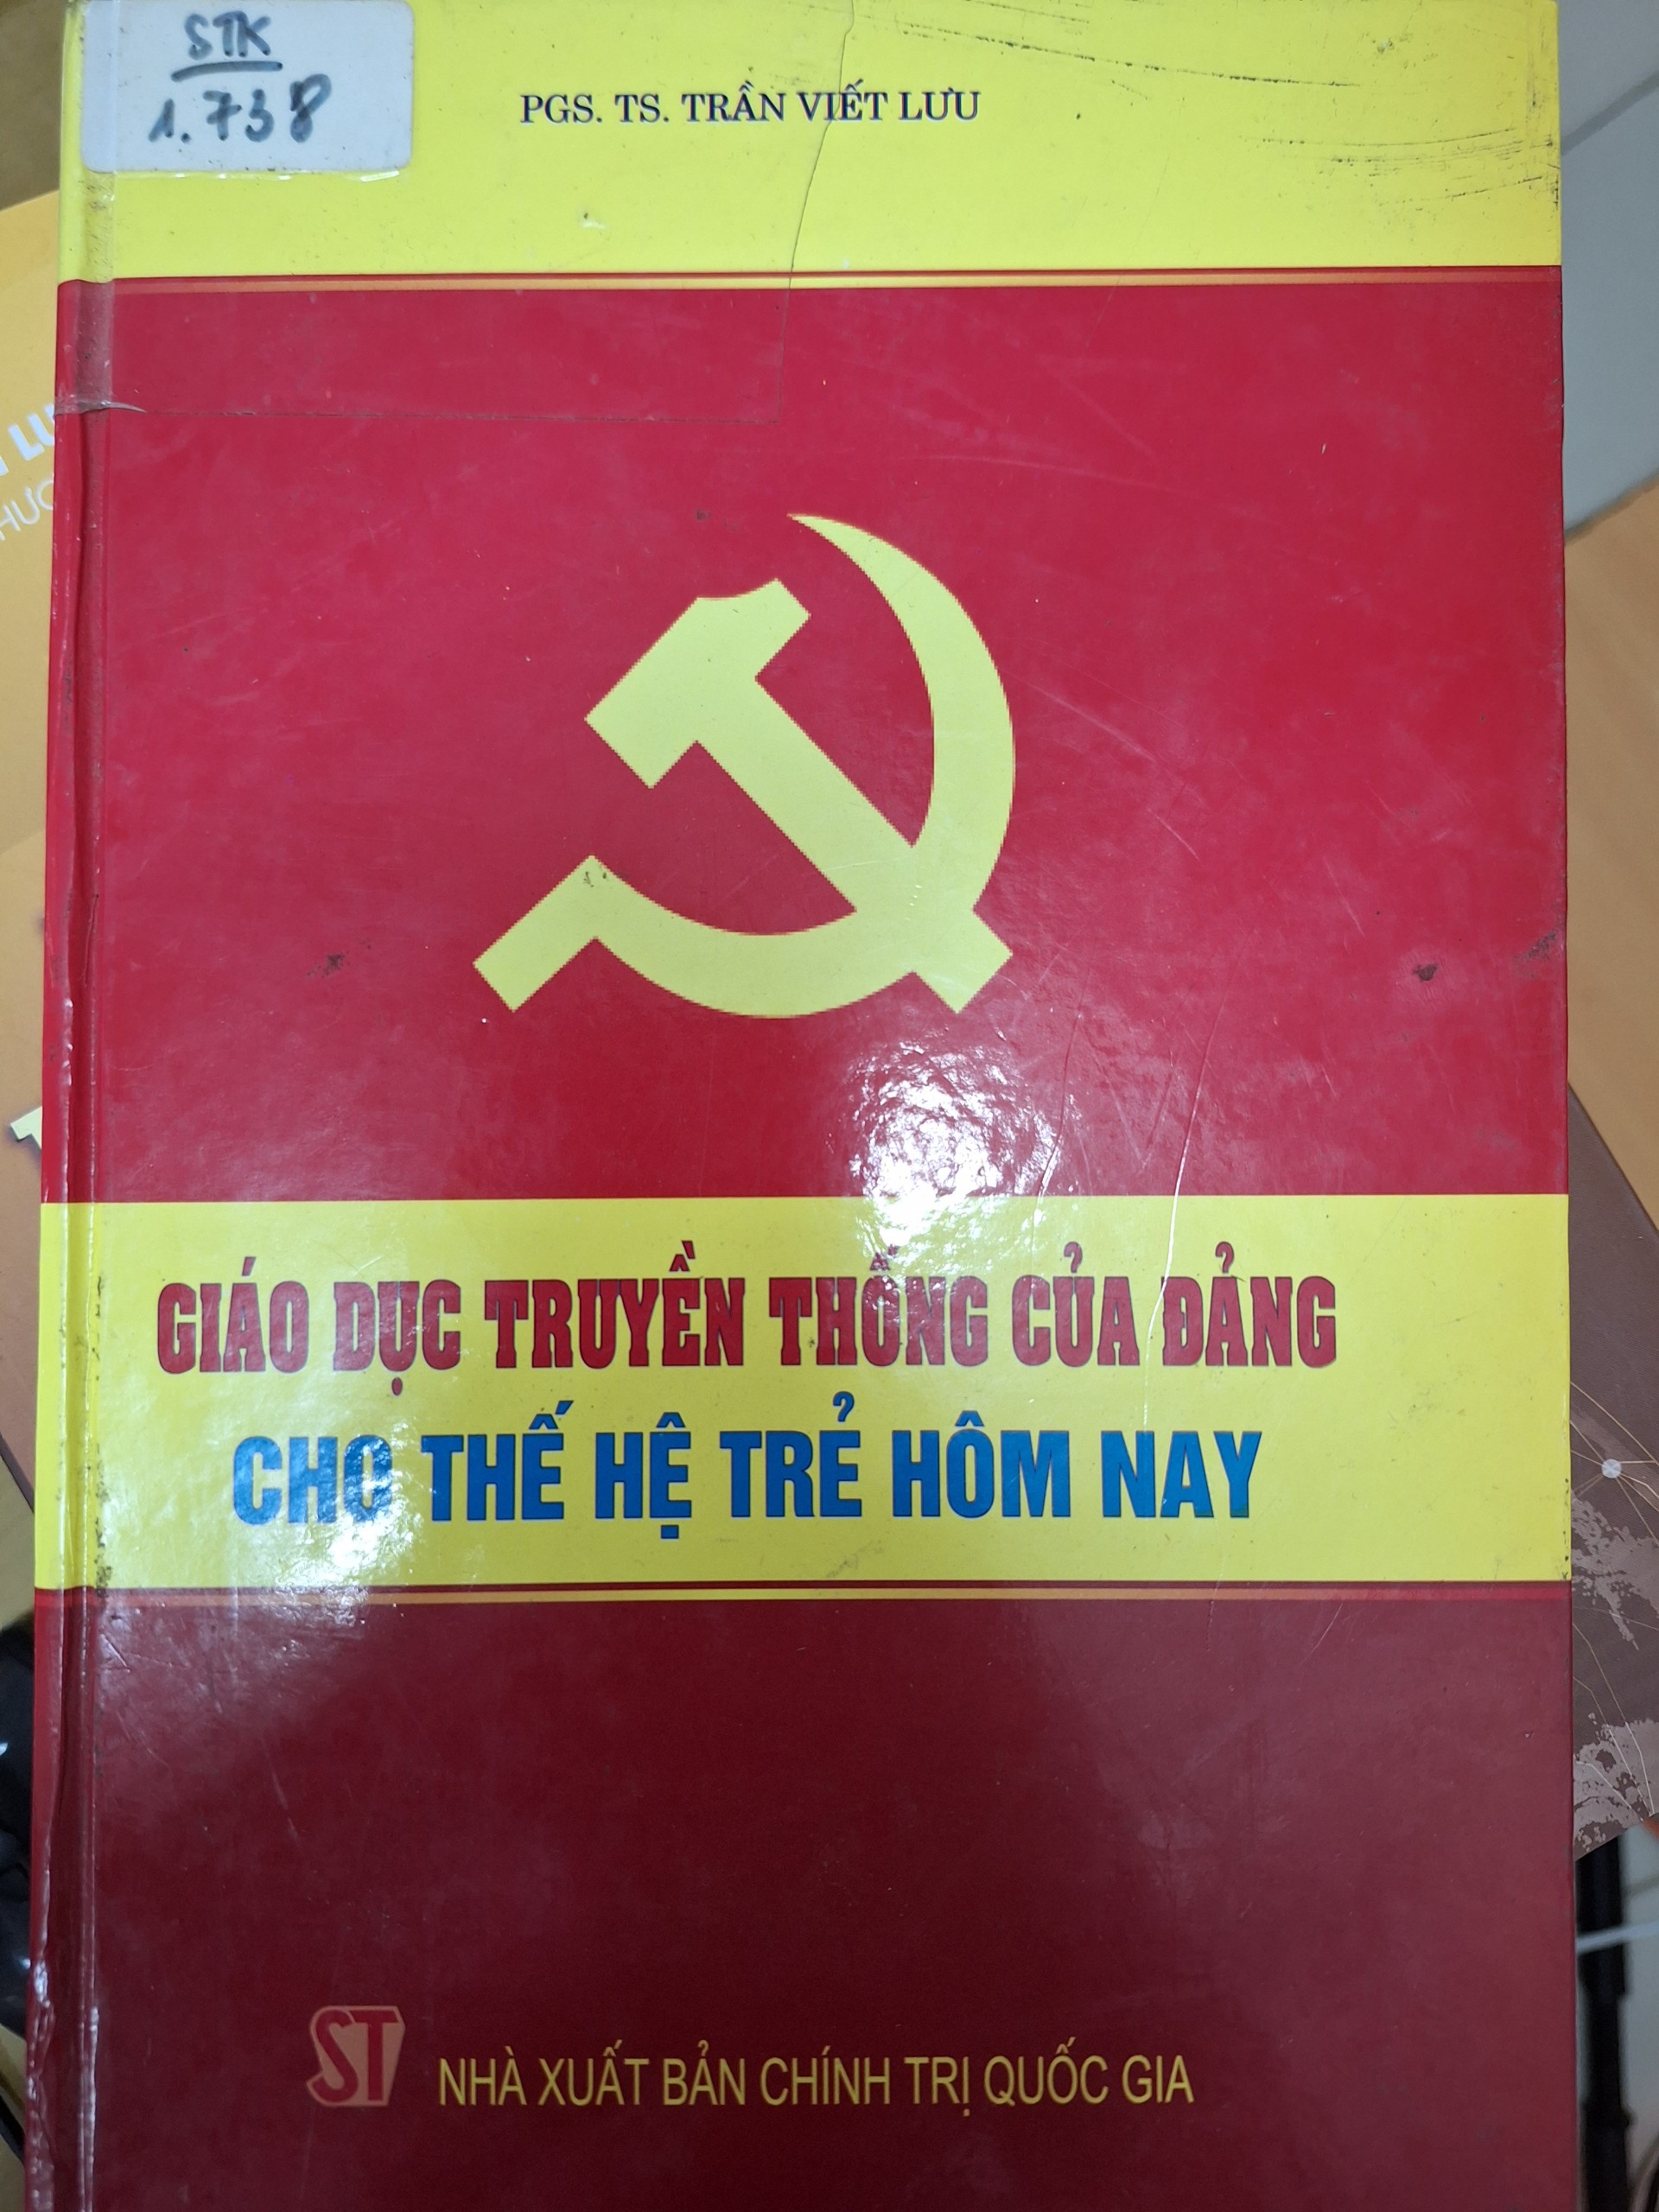 STK
1.738
PGS. TS. TRẦN VIẾT LƯU
GIÁO DỤC TRUYỀN THỐNG CỦA ĐẢNG
CHO THẾ HỆ TRẺ HÔM NAY
ST
NHÀ XUẤT BẢN CHÍNH TRỊ QUỐC GIA